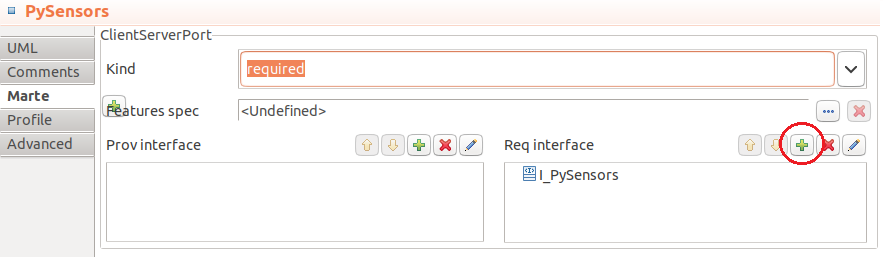 PySensors
ClientServerPort
UML
Comments
Marte
Profile
Advanced
Kind
required
Features spec
<Undefined>
Prov interface
Req interface
I_PySensors